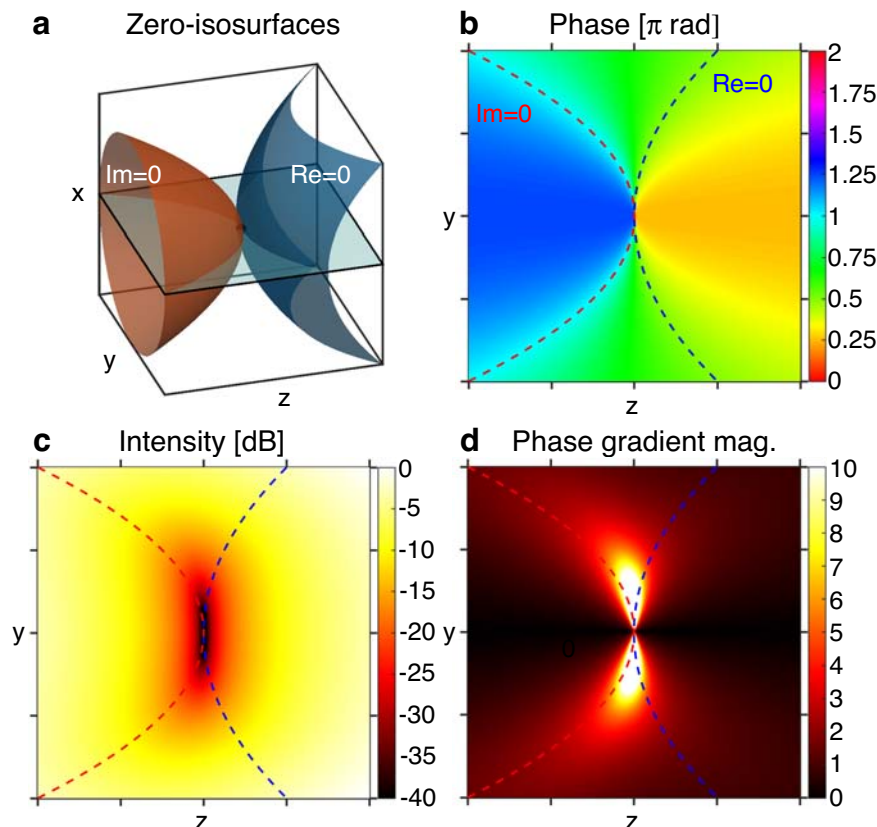 a Zero-isosurfaces
Im=0
Re=0
x
y
z
b Phase [π rad]
Im=0
Re=0
y
z
2
1.75
1.5
1.25
1
0.75
0.5
0.25
0
c Intensity [dB]
y
z
0
-5
-10
-15
-20
-25
-30
-35
-40
d Phase gradient mag.
y
0
z
10
9
8
7
6
5
4
3
2
1
0